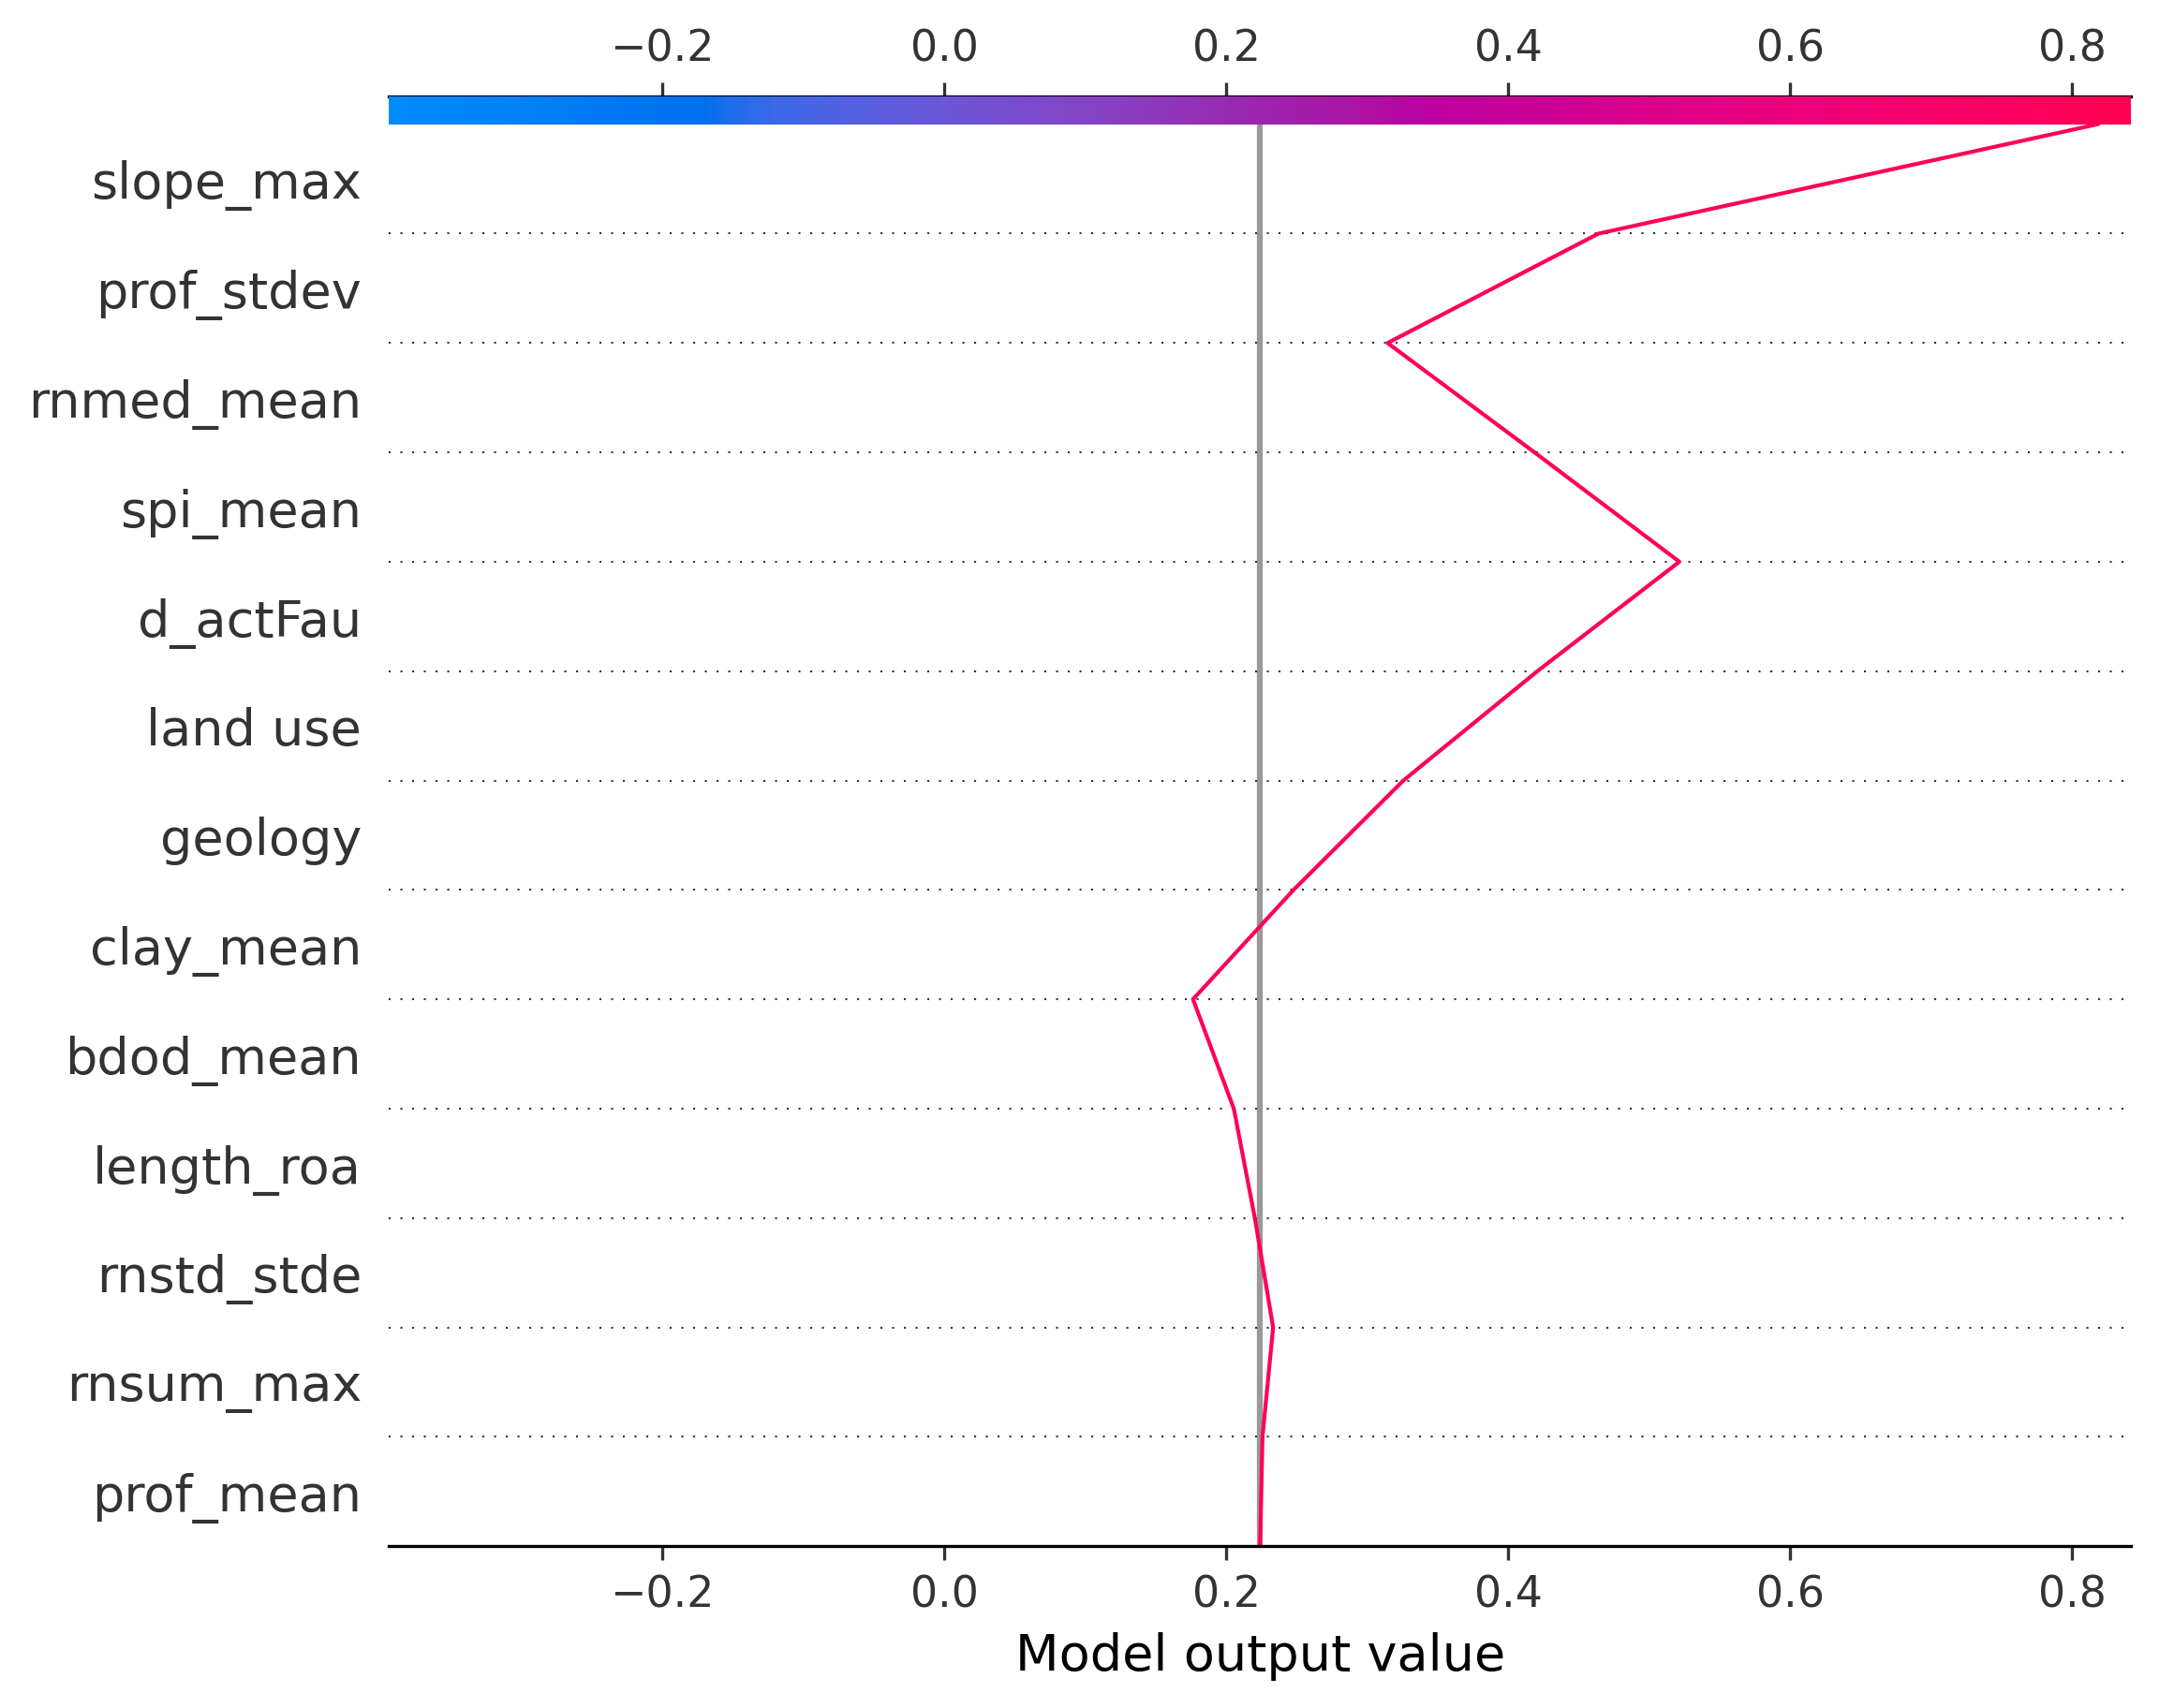 −0.2 0.0 0.2 0.4 0.6 0.8
slope_max
prof_stdev
rnmed_mean
spi_mean
d_actFau
land use
geology
clay_mean
bdod_mean
length_roa
rnstd_stde
rnsum_max
prof_mean
−0.2 0.0 0.2 0.4 0.6 0.8
Model output value